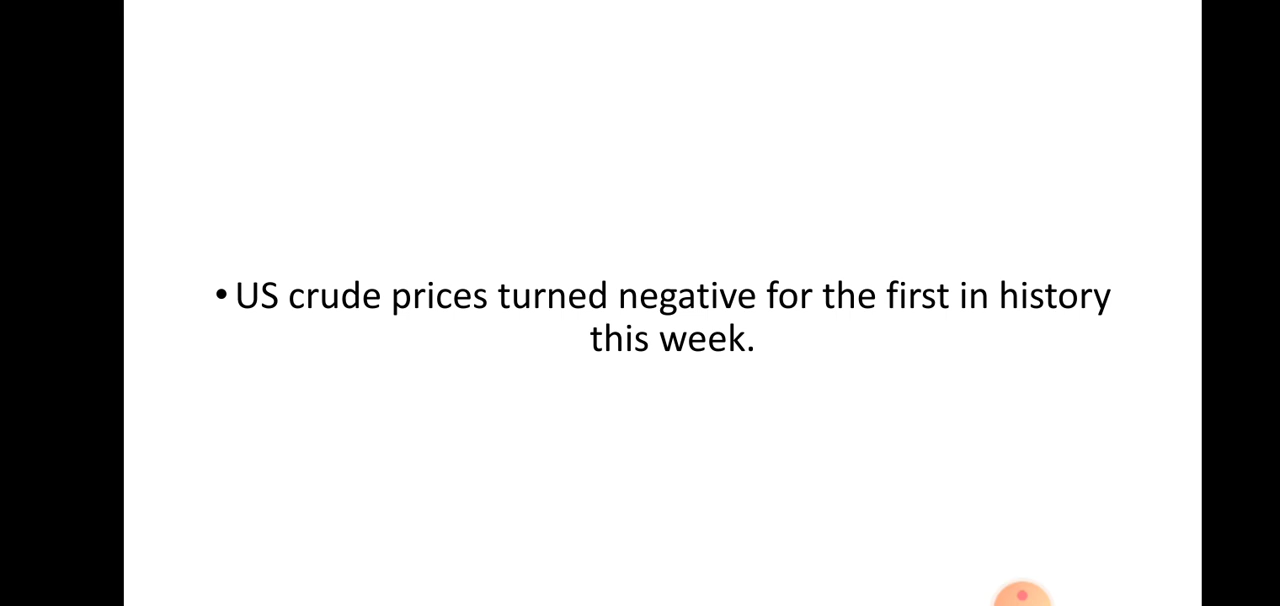 • US crude prices turned negative for the first in history
this week.